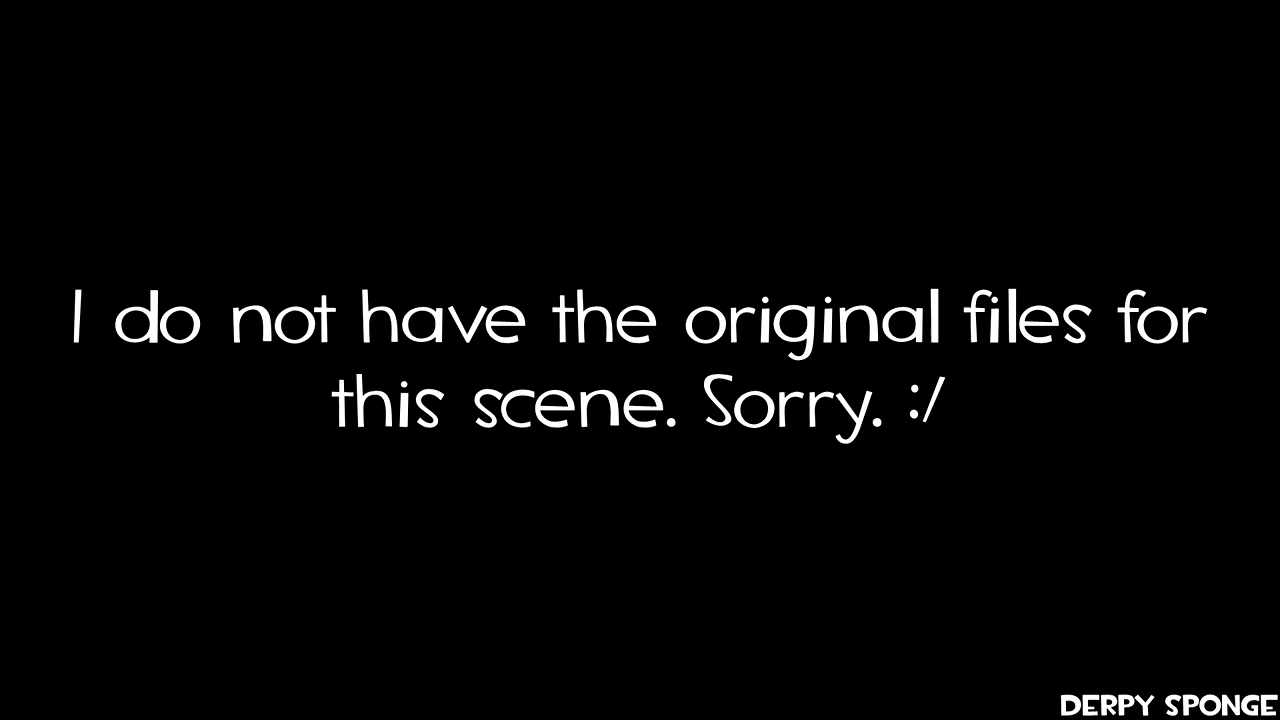 I do not have the original files for
this scene. Sorry. :/
DERPY SPONGE